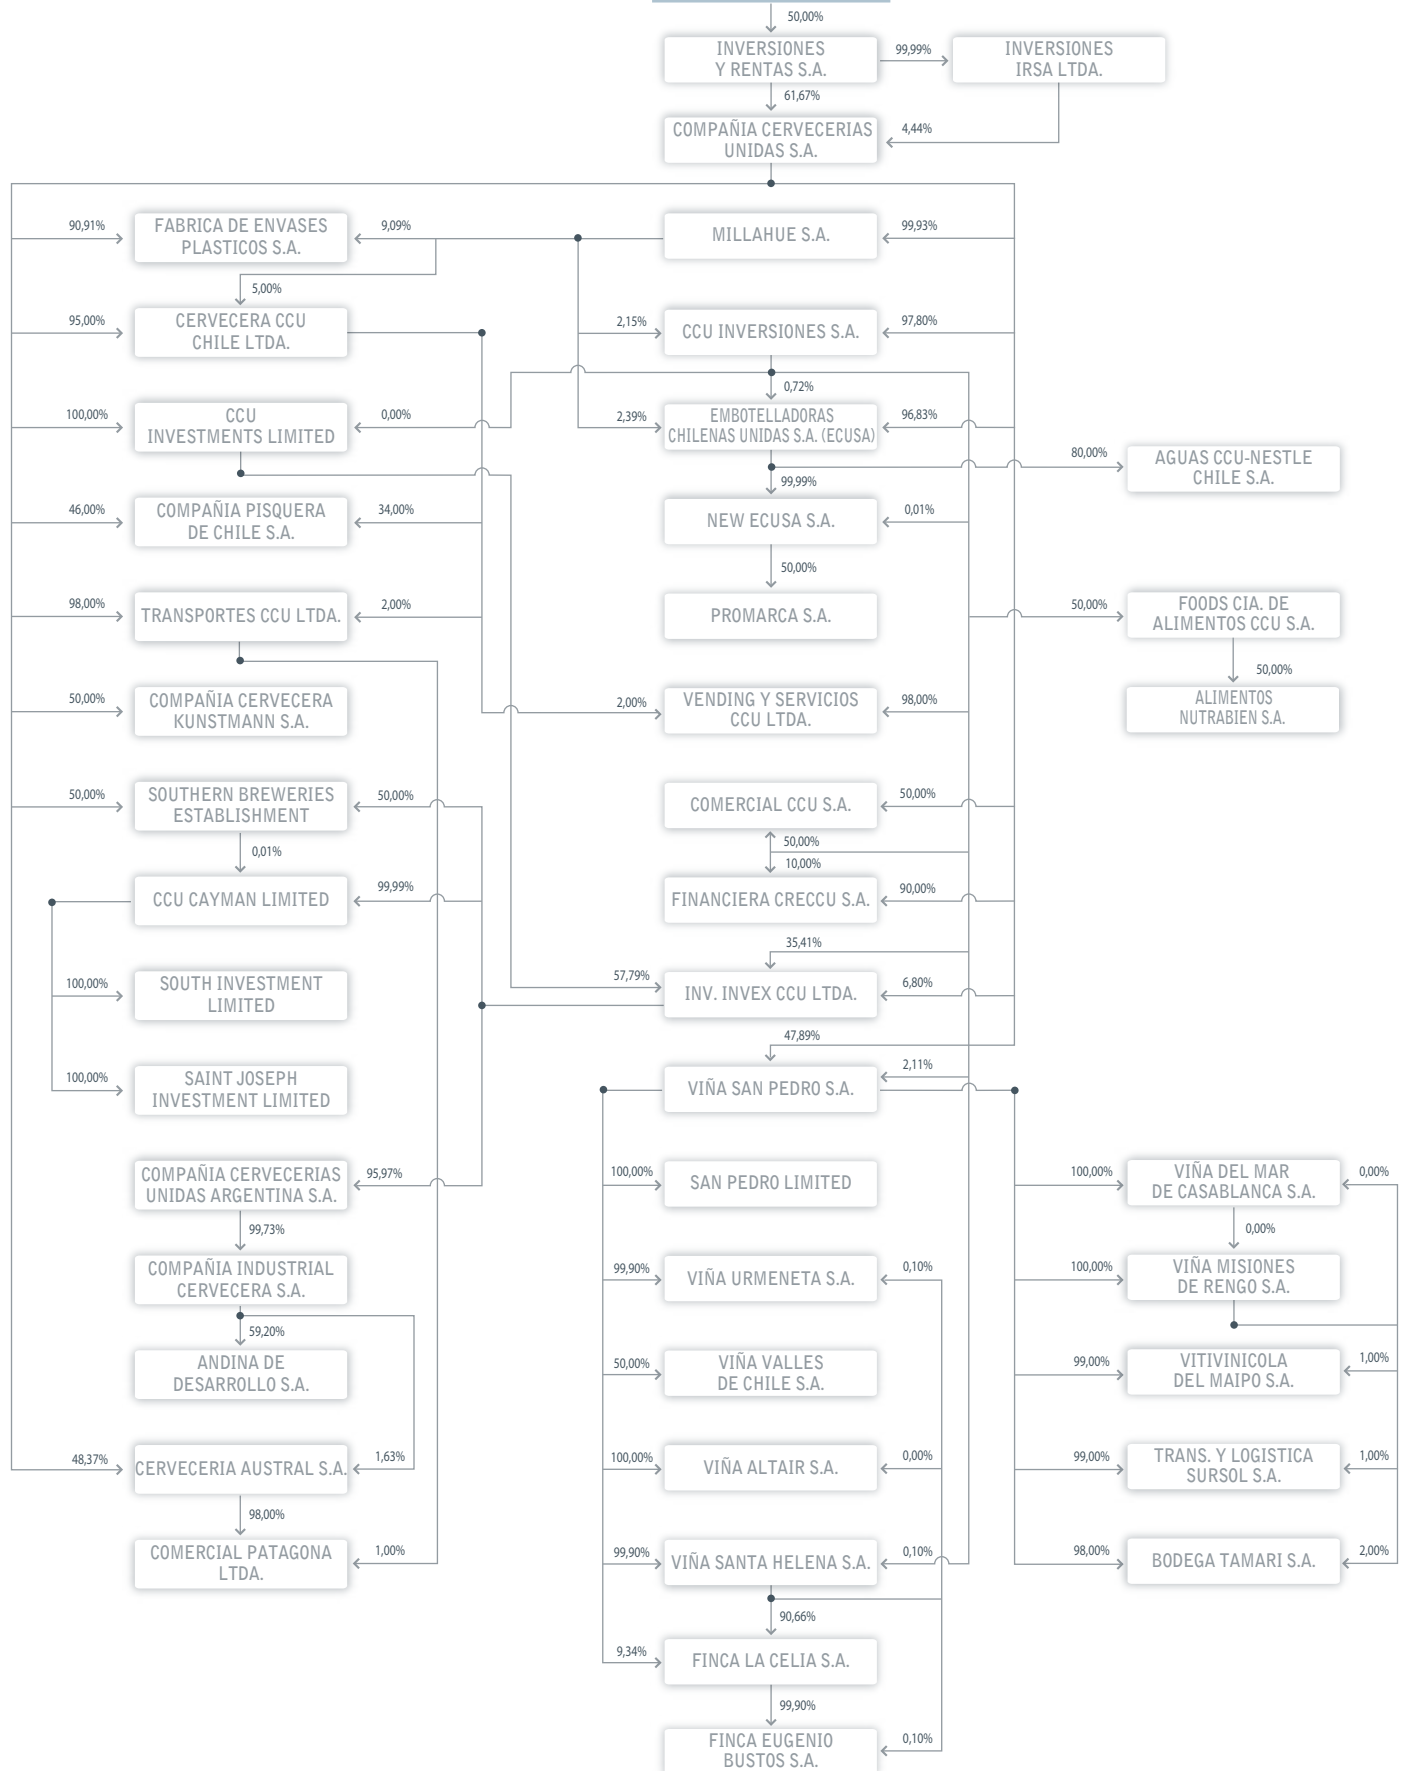 50,00%
INVERSIONES
Y RENTAS S.A.
99,99%
INVERSIONES
IRSA LTDA.
61,67%
COMPAÑIA CERVECERIAS
UNIDAS S.A.
4,44%
90,91%
FABRICA DE ENVASES
PLASTICOS S.A.
9,09%
MILLAHUE S.A.
99,93%
5,00%
95,00%
CERVECERA CCU
CHILE LTDA.
2,15%
CCU INVERSIONES S.A.
97,80%
0,72%
100,00%
CCU
INVESTMENTS LIMITED
0,00%
2,39%
EMBOTELLADORAS
CHILENAS UNIDAS S.A. (ECUSA)
96,83%
80,00%
AGUAS CCU-NESTLE
CHILE S.A.
99,99%
46,00%
COMPAÑIA PISQUERA
DE CHILE S.A.
34,00%
NEW ECUSA S.A.
0,01%
50,00%
98,00%
TRANSPORTES CCU LTDA.
2,00%
PROMARCA S.A.
50,00%
FOODS CIA. DE
ALIMENTOS CCU S.A.
50,00%
50,00%
COMPAÑIA CERVECERA
KUNSTMANN S.A.
2,00%
VENDING Y SERVICIOS
CCU LTDA.
98,00%
ALIMENTOS
NUTRABIEN S.A.
50,00%
SOUTHERN BREWERIES
ESTABLISHMENT
50,00%
COMERCIAL CCU S.A.
50,00%
0,01%
50,00%
10,00%
CCU CAYMAN LIMITED
99,99%
FINANCIERA CRECCU S.A.
90,00%
35,41%
100,00%
SOUTH INVESTMENT
LIMITED
57,79%
INV. INVEX CCU LTDA.
6,80%
47,89%
100,00%
SAINT JOSEPH
INVESTMENT LIMITED
VIÑA SAN PEDRO S.A.
2,11%
COMPAÑIA CERVECERIAS
UNIDAS ARGENTINA S.A.
95,97%
100,00%
SAN PEDRO LIMITED
100,00%
VIÑA DEL MAR
DE CASABLANCA S.A.
0,00%
99,73%
0,00%
COMPAÑIA INDUSTRIAL
CERVECERA S.A.
99,90%
VIÑA URMENETA S.A.
0,10%
100,00%
VIÑA MISIONES
DE RENGO S.A.
59,20%
ANDINA DE
DESARROLLO S.A.
50,00%
VIÑA VALLES
DE CHILE S.A.
99,00%
VITIVINICOLA
DEL MAIPO S.A.
1,00%
48,37%
CERVECERIA AUSTRAL S.A.
1,63%
100,00%
VIÑA ALTAIR S.A.
0,00%
99,00%
TRANS. Y LOGISTICA
SURSOL S.A.
1,00%
98,00%
COMERCIAL PATAGONA
LTDA.
1,00%
99,90%
VIÑA SANTA HELENA S.A.
0,10%
98,00%
BODEGA TAMARI S.A.
2,00%
90,66%
9,34%
FINCA LA CELIA S.A.
99,90%
FINCA EUGENIO
BUSTOS S.A.
0,10%